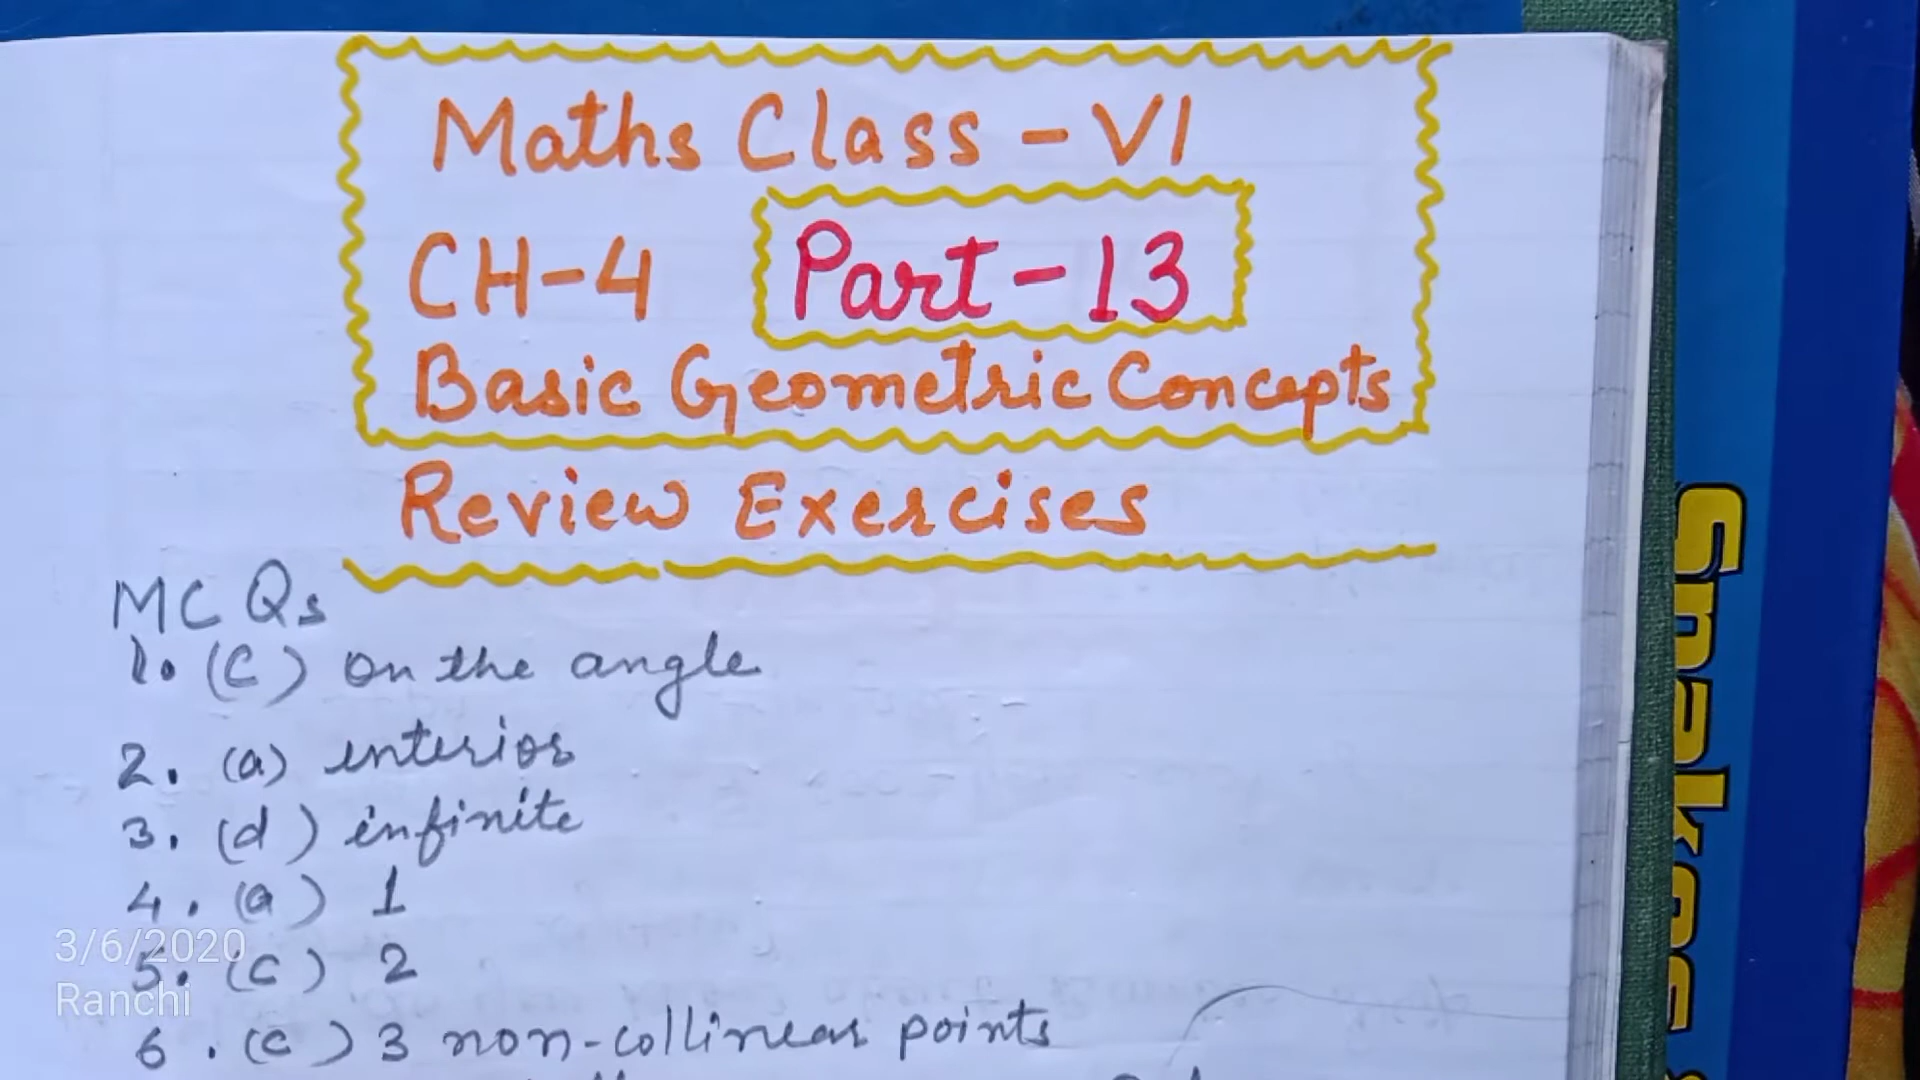 Maths Class - VI
CH-4 Part-13
Basic Geometric Concepts
Review Exercises
MCQs
1. (C) on the angle
2. (a) interior
3. (d) infinite
4. (a) 1
5. (c) 2
6. (c) 3 non-collinear points
3/6/2020
Ranchi
Snakes